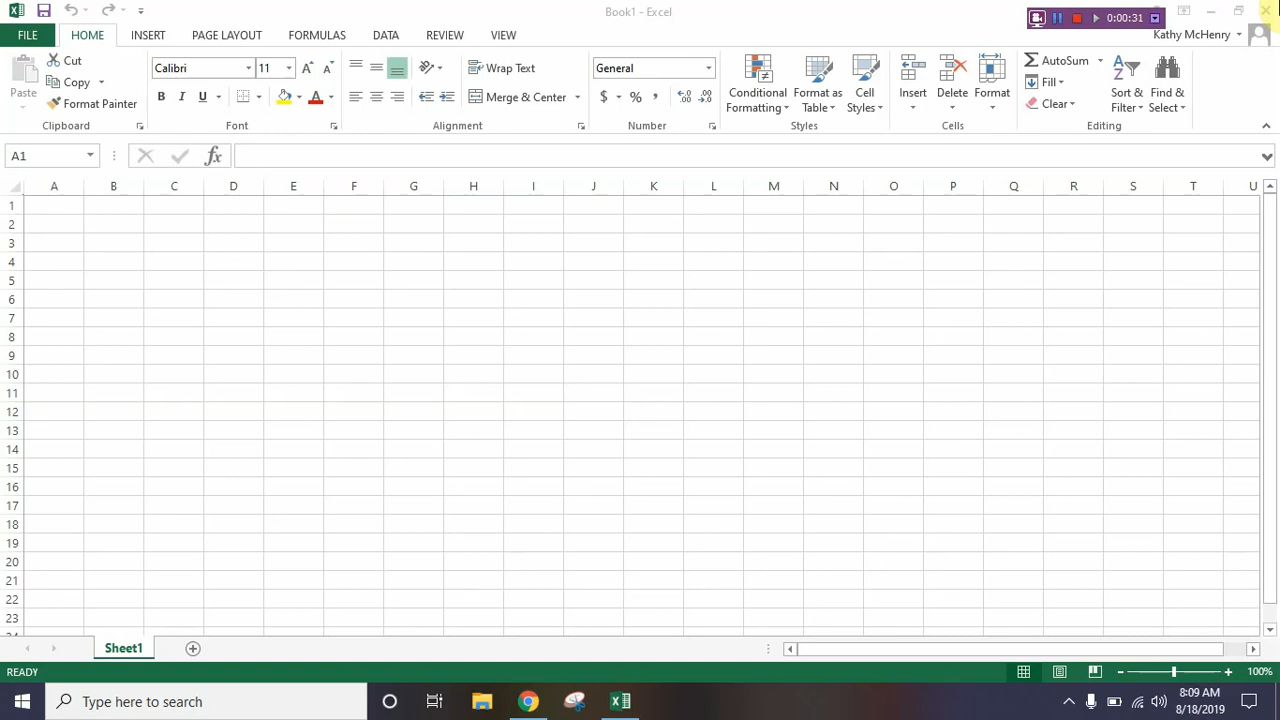 Book1 - Excel
0:00:31
FILE HOME INSERT PAGE LAYOUT FORMULAS DATA REVIEW VIEW Kathy McHenry
Paste
Cut
Copy
Format Painter
Clipboard
Calibri 11
B I U
Font
Wrap Text
Merge & Center
Alignment
General
$ % ,
Number
Conditional Formatting
Format as Table
Cell Styles
Styles
Insert Delete Format
Cells
AutoSum
Fill
Clear
Sort & Filter
Find & Select
Editing
A1 fx
A B C D E F G H I J K L M N O P Q R S T U
1
2
3
4
5
6
7
8
9
10
11
12
13
14
15
16
17
18
19
20
21
22
23
Sheet1
READY 100%
Type here to search
8:09 AM
8/18/2019